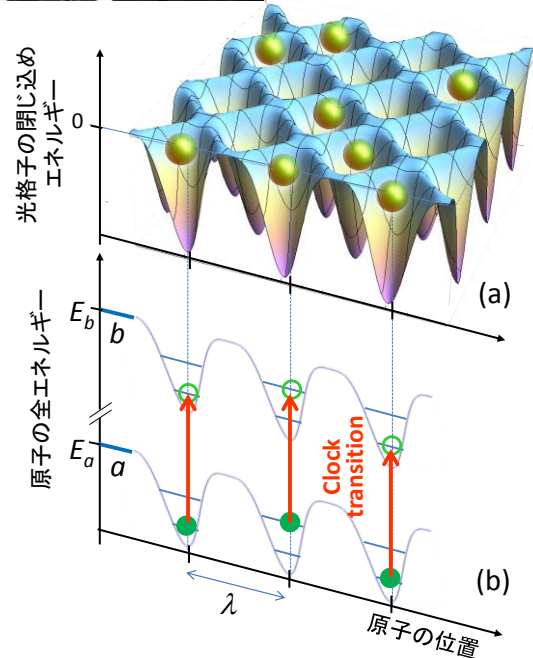 光格子の閉じ込め
エネルギー
0
(a)
原子の全エネルギー
E_b
b
E_a
a
Clock
transition
(b)
λ
原子の位置